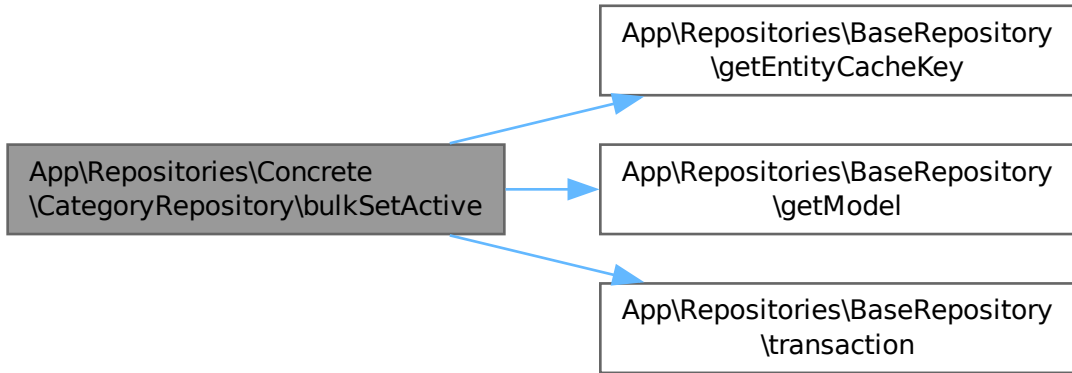 App\Repositories\BaseRepository
\getEntityCacheKey
App\Repositories\Concrete
\CategoryRepository\bulkSetActive
App\Repositories\BaseRepository
\getModel
App\Repositories\BaseRepository
\transaction